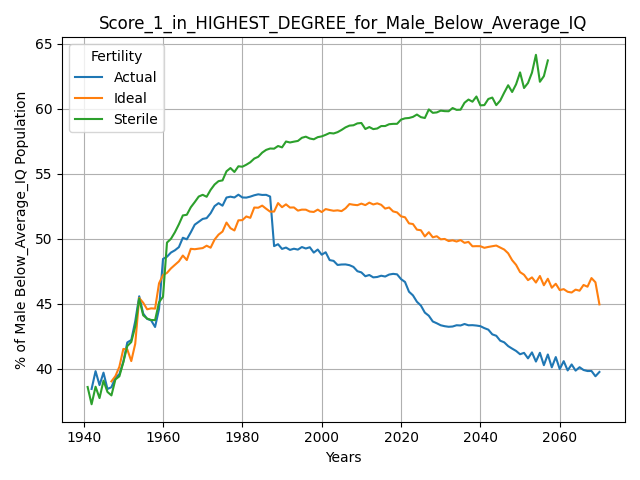 Score_1_in_HIGHEST_DEGREE_for_Male_Below_Average_IQ
% of Male Below_Average_IQ Population
65
60
55
50
45
40
Fertility
Actual
Ideal
Sterile
1940 1960 1980 2000 2020 2040 2060
Years